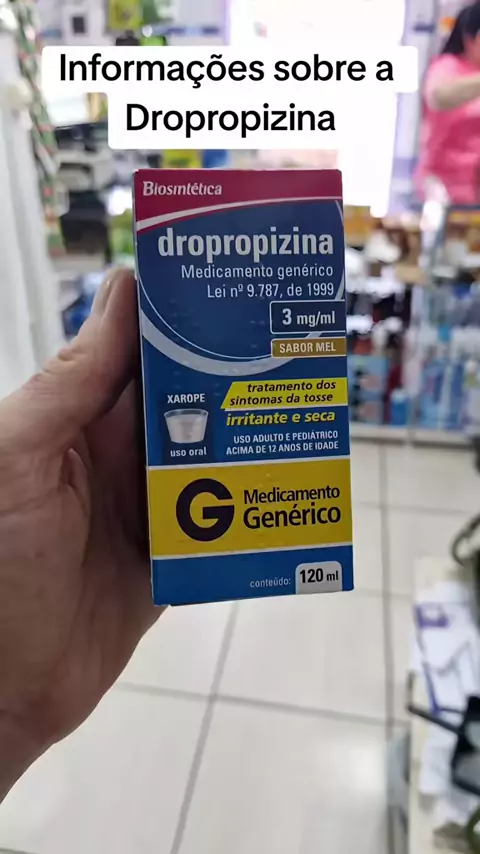 Informações sobre a
Dropropizina
Biosintética
dropropizina
Medicamento genérico
Lei nº 9.787, de 1999
3 mg/ml
SABOR MEL
XAROPE
uso oral
tratamento dos
sintomas da tosse
irritante e seca
USO ADULTO E PEDIÁTRICO
ACIMA DE 12 ANOS DE IDADE
G Medicamento
Genérico
conteúdo: 120 ml